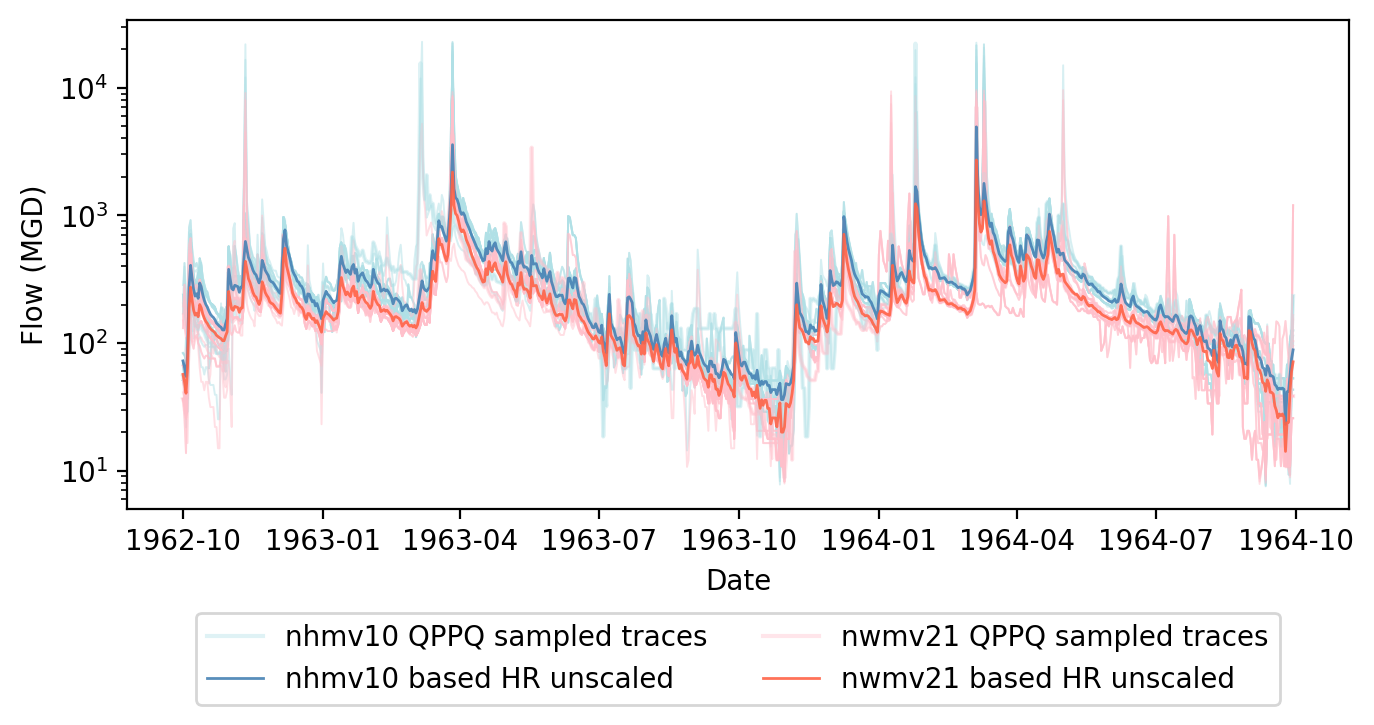 10⁴
10³
10²
10¹
Flow (MGD)
1962-10 1963-01 1963-04 1963-07 1963-10 1964-01 1964-04 1964-07 1964-10
Date
nhmv10 QPPQ sampled traces nwmv21 QPPQ sampled traces
nhmv10 based HR unscaled nwmv21 based HR unscaled